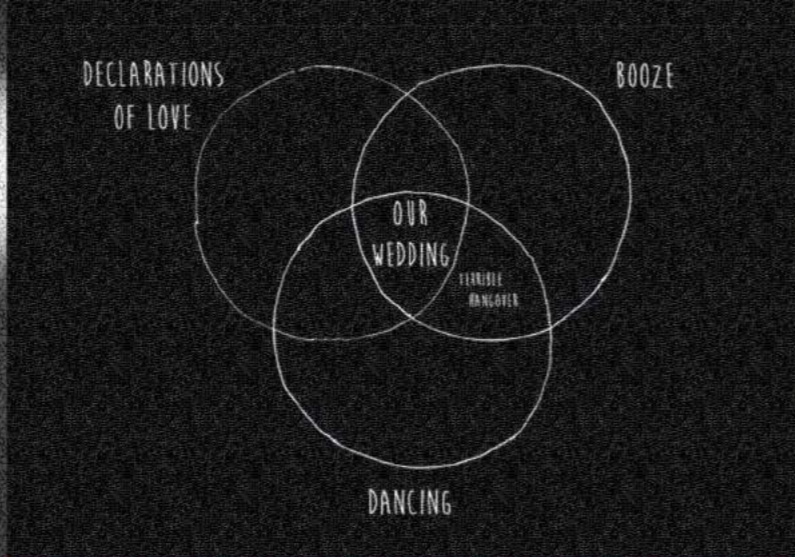 DECLARATIONS
OF LOVE
BOOZE
OUR
WEDDING
TERRIBLE
HANGOVER
DANCING